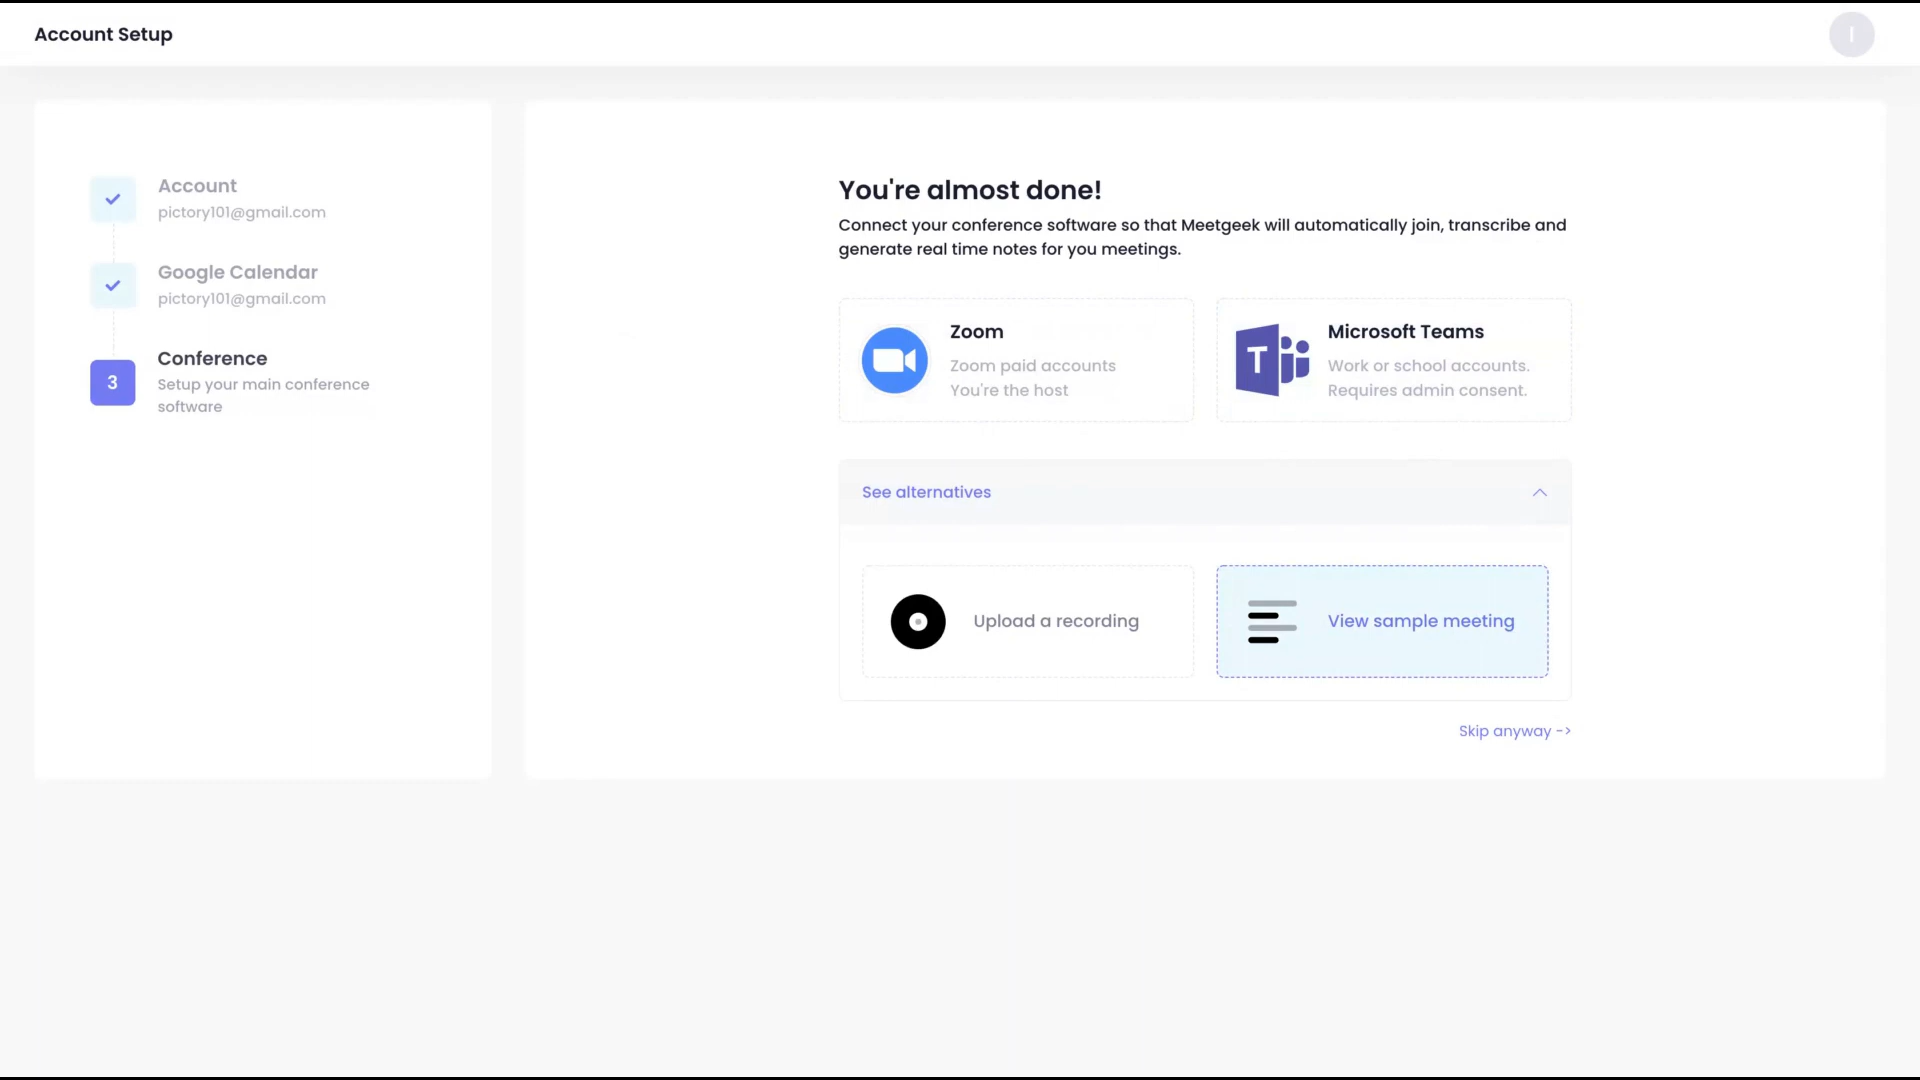 Account Setup
I
Account
pictory101@gmail.com
Google Calendar
pictory101@gmail.com
3
Conference
Setup your main conference
software
You're almost done!
Connect your conference software so that Meetgeek will automatically join, transcribe and
generate real time notes for you meetings.
Zoom
Zoom paid accounts
You're the host
T
Microsoft Teams
Work or school accounts.
Requires admin consent.
See alternatives
Upload a recording
View sample meeting
Skip anyway ->